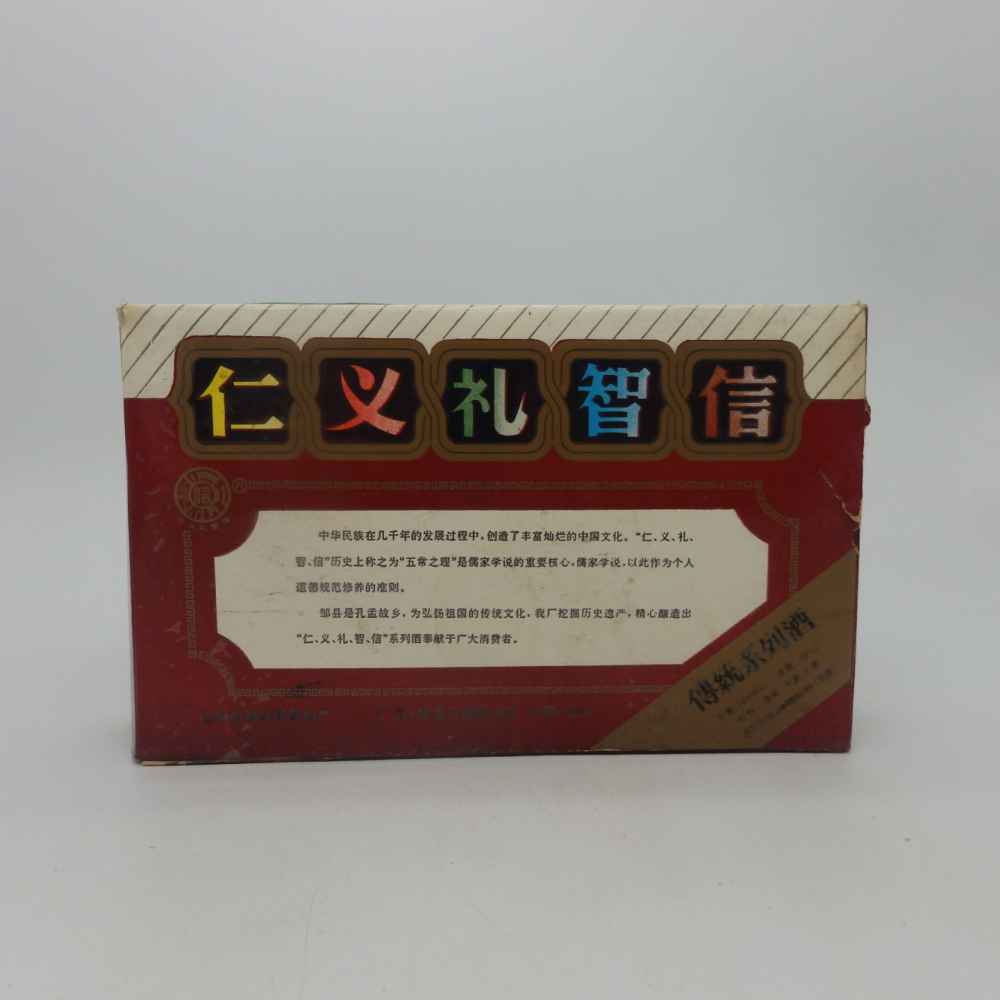 仁义礼智信
中华民族在几千年的发展过程中，创造了丰富灿烂的中国文化。“仁、义、礼、
智、信”历史上称之为“五常之理”是儒家学说的重要核心，儒家学说，以此作为个人
道德规范修养的准则。
邹县是孔孟故乡，为弘扬祖国的传统文化，我厂挖掘历史遗产，精心酿造出
“仁、义、礼、智、信”系列酒奉献于广大消费者。
傳統系列酒